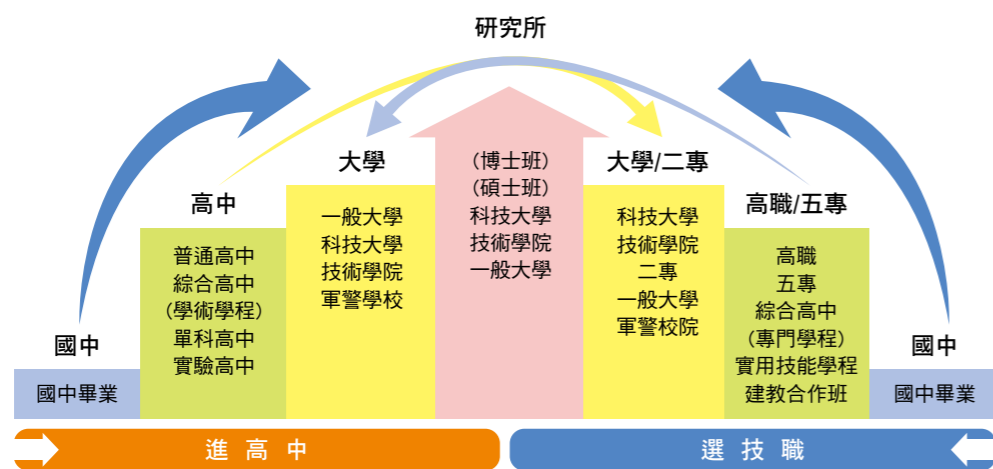 研究所
大學
(博士班)
(碩士班)
科技大學
技術學院
一般大學
大學/二專
高中
一般大學
科技大學
技術學院
軍警學校
科技大學
技術學院
二專
一般大學
軍警校院
高職/五專
普通高中
綜合高中
(學術學程)
單科高中
實驗高中
高職
五專
綜合高中
(專門學程)
實用技能學程
建教合作班
國中
國中畢業
國中
國中畢業
進高中
選技職